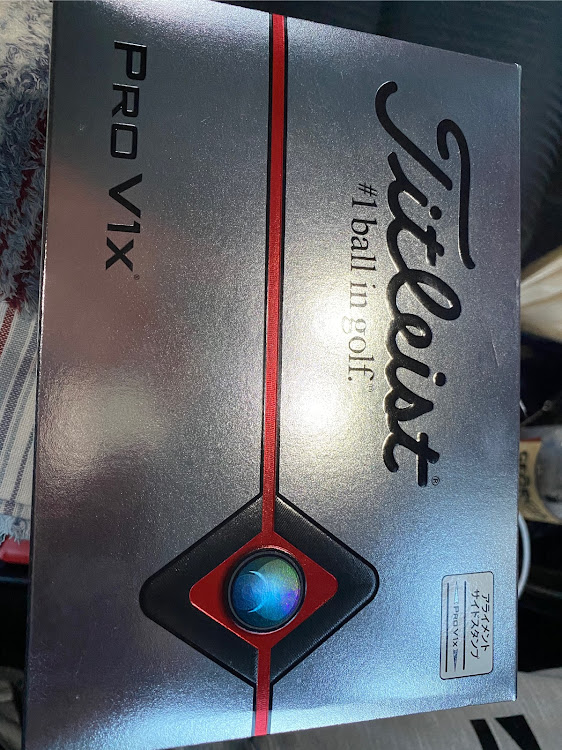 Titleist®
#1 ball in golf.™
PRO V1x®
アライメント
サイドスタンプ
PRO V1X